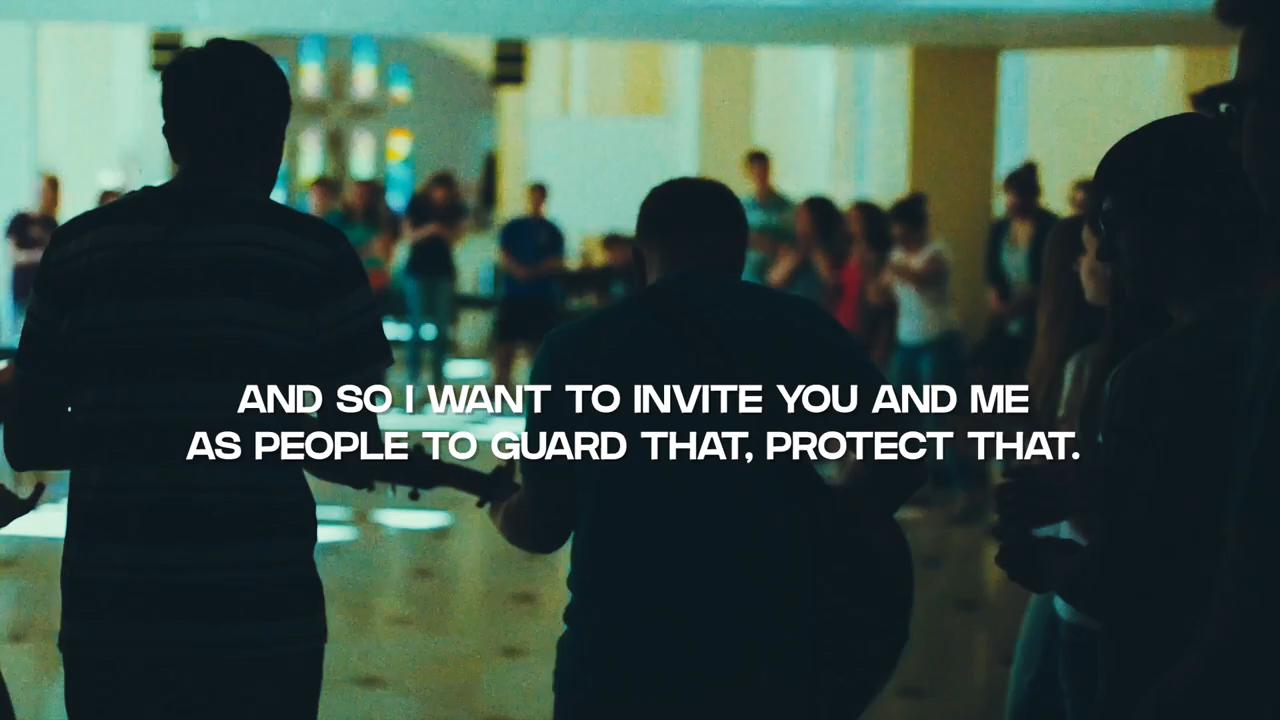 AND SO I WANT TO INVITE YOU AND ME
AS PEOPLE TO GUARD THAT, PROTECT THAT.